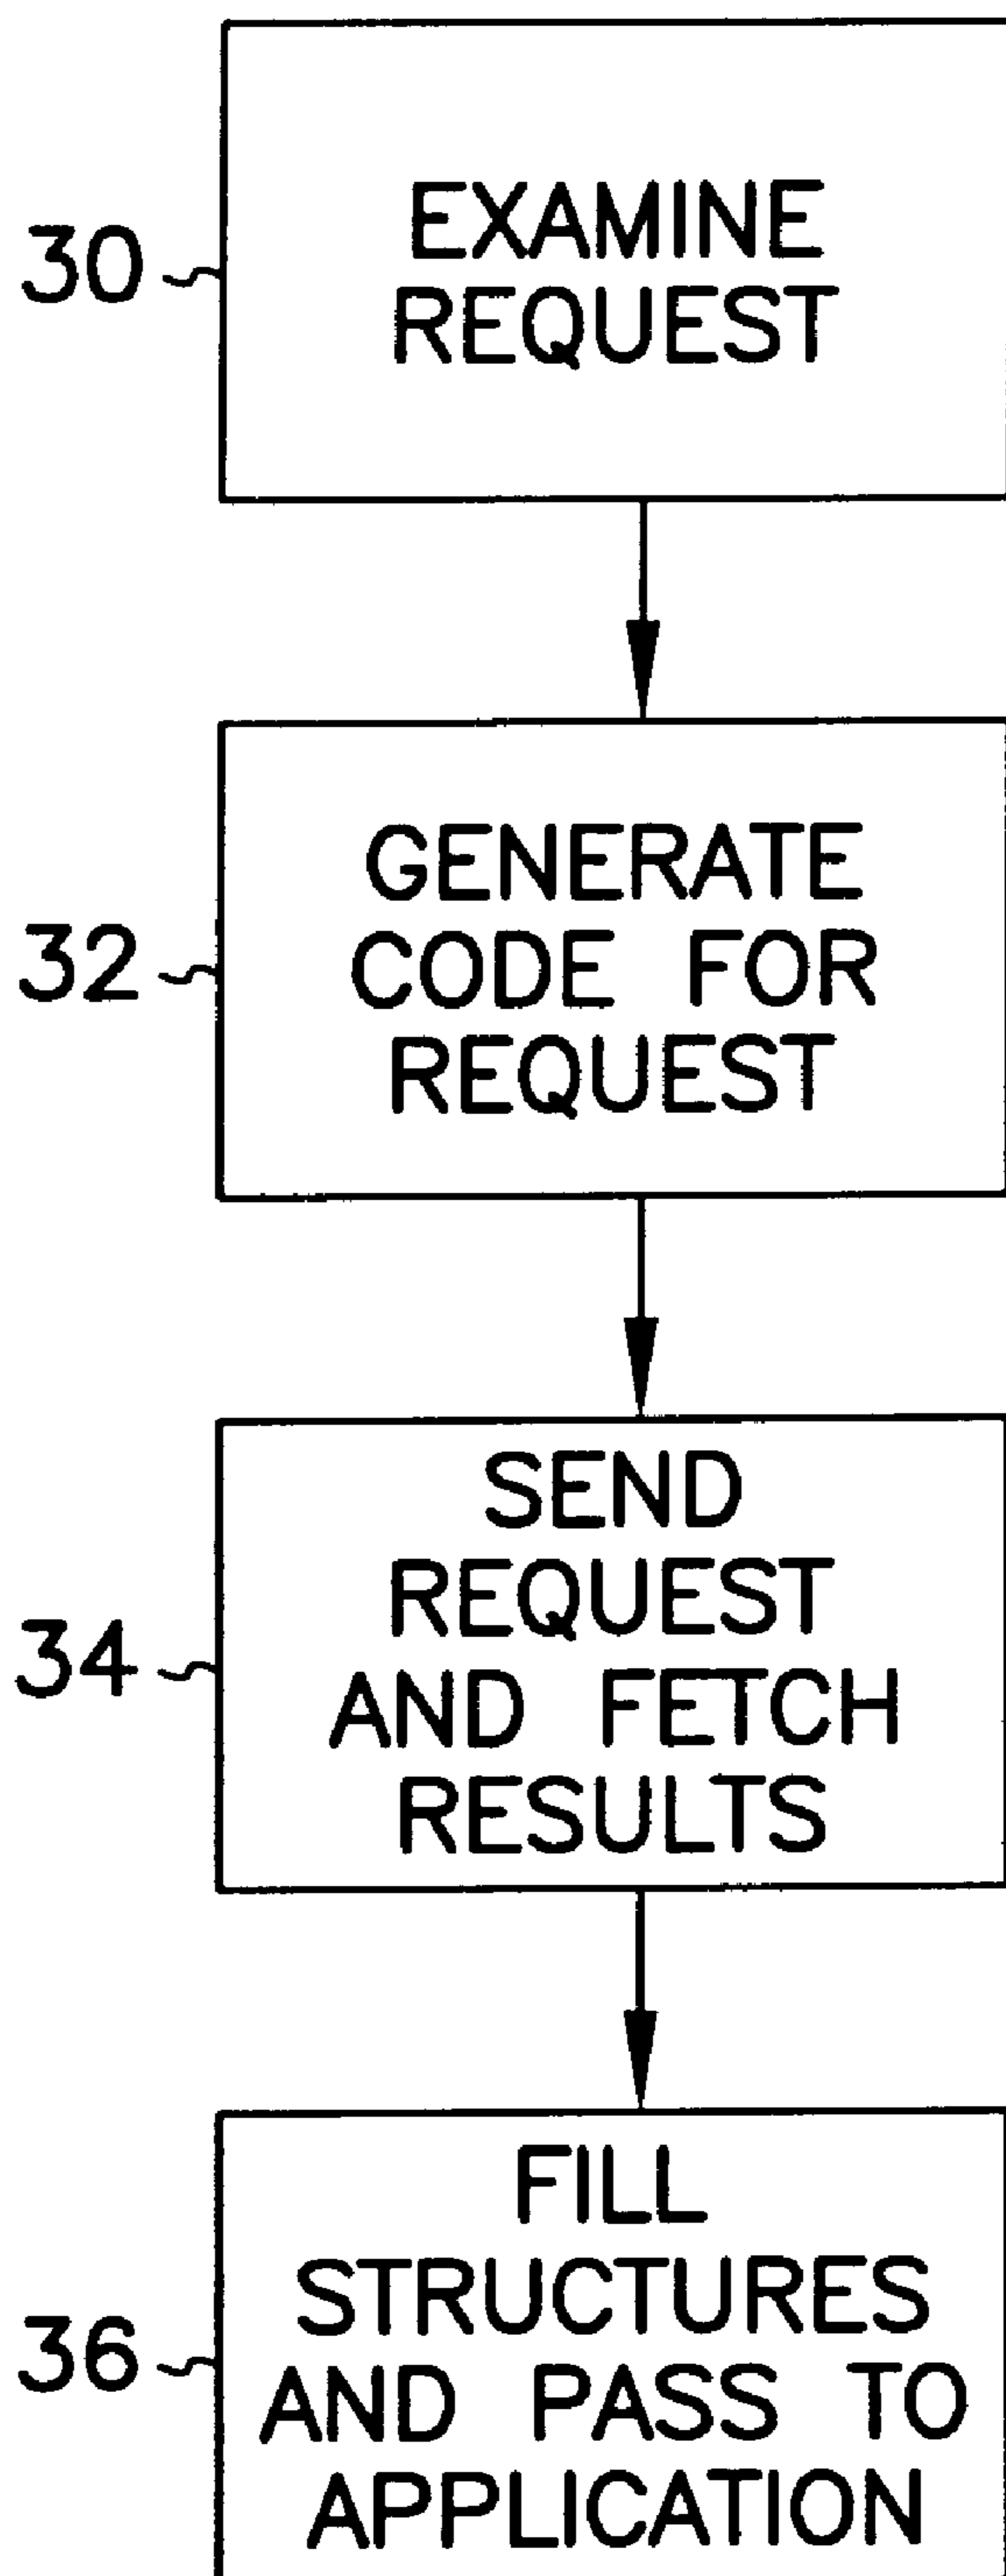 30
EXAMINE
REQUEST
32
GENERATE
CODE FOR
REQUEST
34
SEND
REQUEST
AND FETCH
RESULTS
36
FILL
STRUCTURES
AND PASS TO
APPLICATION